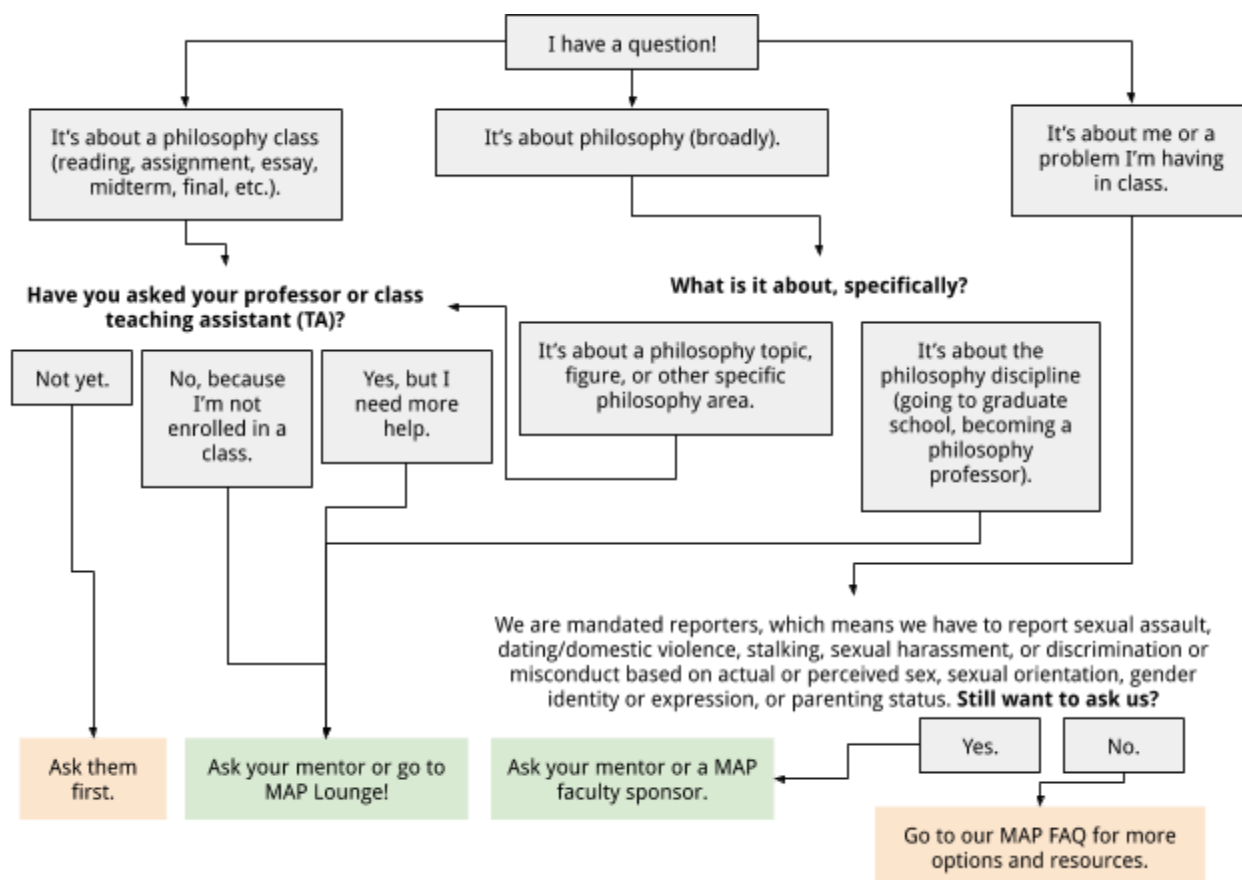 I have a question!
It's about a philosophy class
(reading, assignment, essay,
midterm, final, etc.).
It's about philosophy (broadly).
It's about me or a
problem I'm having
in class.
Have you asked your professor or class
teaching assistant (TA)?
What is it about, specifically?
Not yet.
No, because
I'm not
enrolled in a
class.
Yes, but I
need more
help.
It's about a philosophy topic,
figure, or other specific
philosophy area.
It's about the
philosophy discipline
(going to graduate
school, becoming a
philosophy
professor).
We are mandated reporters, which means we have to report sexual assault,
dating/domestic violence, stalking, sexual harassment, or discrimination or
misconduct based on actual or perceived sex, sexual orientation, gender
identity or expression, or parenting status. Still want to ask us?
Yes.
No.
Ask them
first.
Ask your mentor or go to
MAP Lounge!
Ask your mentor or a MAP
faculty sponsor.
Go to our MAP FAQ for more
options and resources.